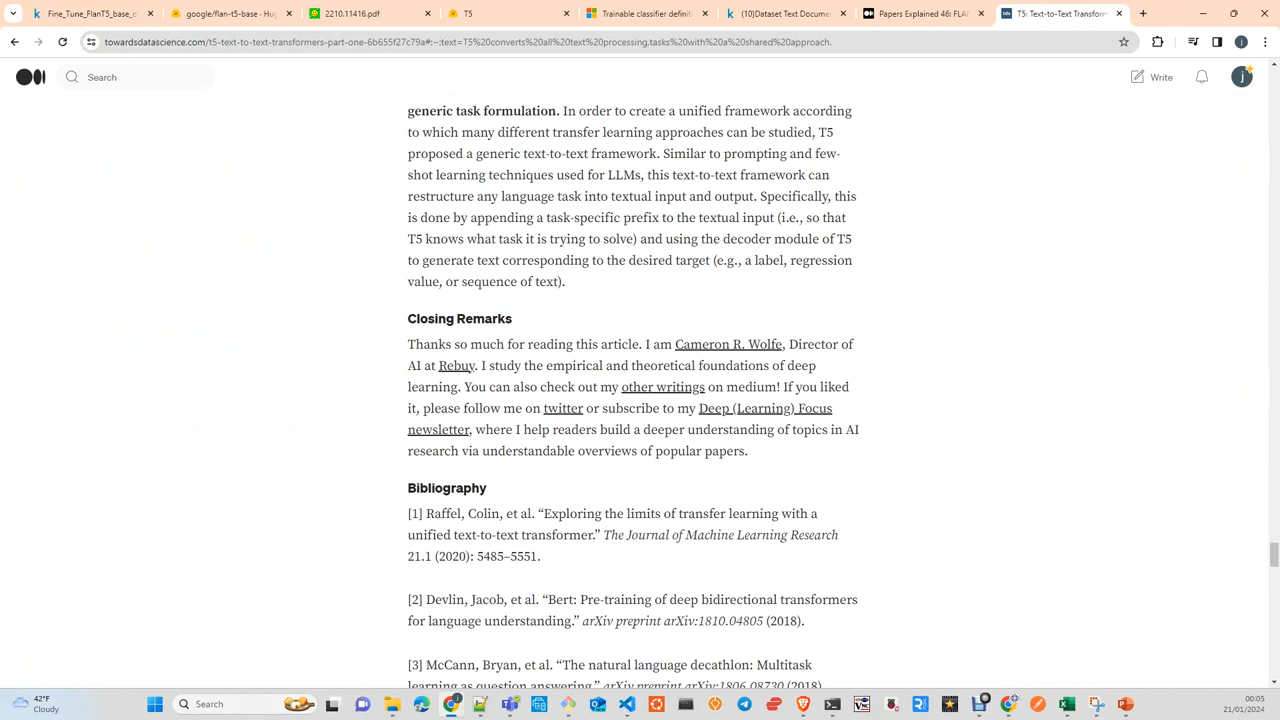 Fine_Tune_FlanT5_base_cl
google/flan-t5-base · Hug
2210.11416.pdf
T5
Trainable classifier defini
(10)Dataset Text Docume
Papers Explained 46: FLAN
T5: Text-to-Text Transform
towardsdatascience.com/t5-text-to-text-transformers-part-one-6b655f27c79a#:~:text=T5%20converts%20all%20text%20processing,tasks%20with%20a%20shared%20approach.
Search
Write
j
generic task formulation. In order to create a unified framework according
to which many different transfer learning approaches can be studied, T5
proposed a generic text-to-text framework. Similar to prompting and few-
shot learning techniques used for LLMs, this text-to-text framework can
restructure any language task into textual input and output. Specifically, this
is done by appending a task-specific prefix to the textual input (i.e., so that
T5 knows what task it is trying to solve) and using the decoder module of T5
to generate text corresponding to the desired target (e.g., a label, regression
value, or sequence of text).
Closing Remarks
Thanks so much for reading this article. I am Cameron R. Wolfe, Director of
AI at Rebuy. I study the empirical and theoretical foundations of deep
learning. You can also check out my other writings on medium! If you liked
it, please follow me on twitter or subscribe to my Deep (Learning) Focus
newsletter, where I help readers build a deeper understanding of topics in AI
research via understandable overviews of popular papers.
Bibliography
[1] Raffel, Colin, et al. “Exploring the limits of transfer learning with a
unified text-to-text transformer.” The Journal of Machine Learning Research
21.1 (2020): 5485–5551.
[2] Devlin, Jacob, et al. “Bert: Pre-training of deep bidirectional transformers
for language understanding.” arXiv preprint arXiv:1810.04805 (2018).
[3] McCann, Bryan, et al. “The natural language decathlon: Multitask
learning as question answering.” arXiv preprint arXiv:1806.08730 (2018)
42°F
Cloudy
Search
00:05
21/01/2024